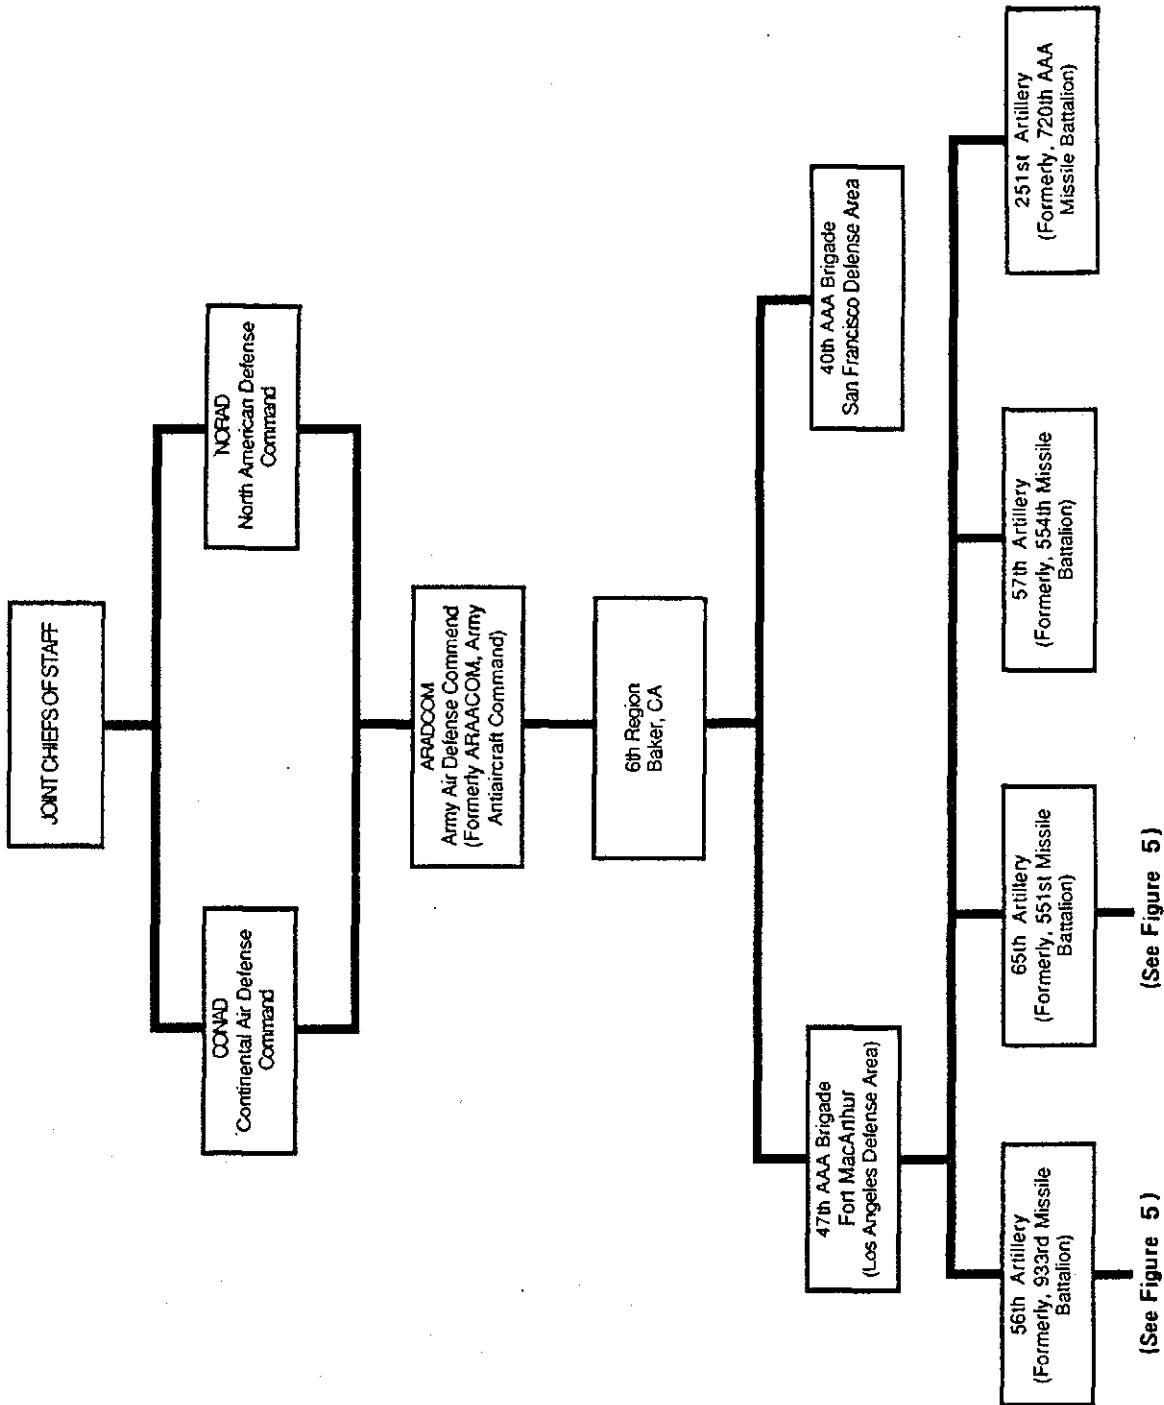 JOINT CHIEFS OF STAFF
CONAD
Continental Air Defense
Command
NORAD
North American Defense
Command
ARADCOM
Army Air Defense Commend
(Formerly ARAACOM, Army
Antiaircraft Command)
6th Region
Baker, CA
47th AAA Brigade
Fort MacArthur
(Los Angeles Defense Area)
40th AAA Brigade
San Francisco Defense Area
56th Artillery
(Formerly, 933rd Missile
Battalion)
65th Artillery
(Formerly, 551st Missile
Battalion)
57th Artillery
(Formerly, 554th Missile
Battalion)
251st Artillery
(Formerly, 720th AAA
Missile Battalion)
(See Figure 5)
(See Figure 5)